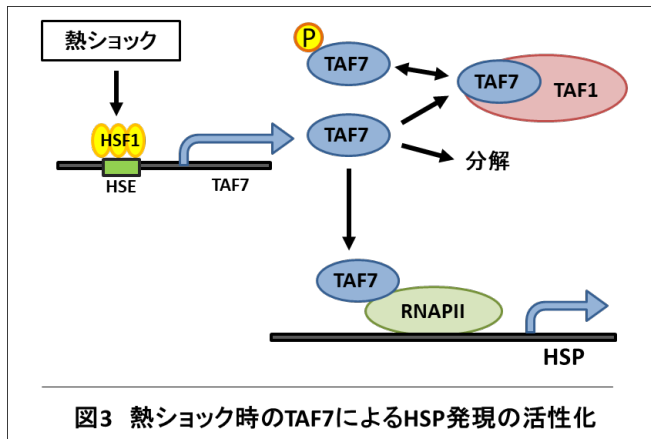 熱ショック
P
TAF7
TAF7
TAF1
HSF1
TAF7
HSE
TAF7
分解
TAF7
RNAPII
HSP
図3 熱ショック時のTAF7によるHSP発現の活性化